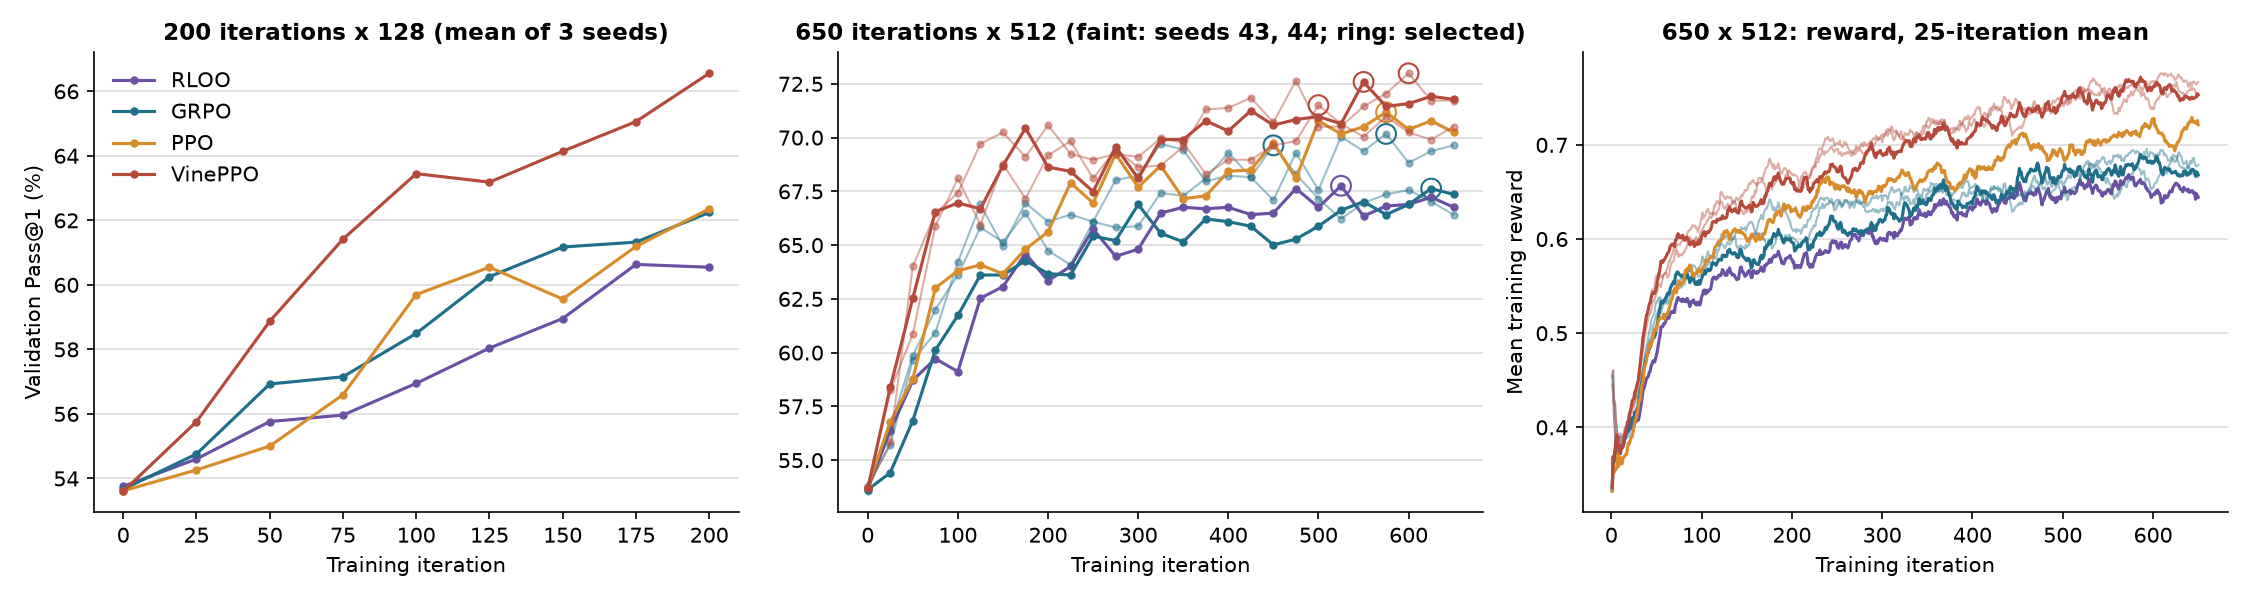 200 iterations x 128 (mean of 3 seeds)
Validation Pass@1 (%)
66
64
62
60
58
56
54
RLOO
GRPO
PPO
VinePPO
0 25 50 75 100 125 150 175 200
Training iteration
650 iterations x 512 (faint: seeds 43, 44; ring: selected)
72.5
70.0
67.5
65.0
62.5
60.0
57.5
55.0
0 100 200 300 400 500 600
Training iteration
650 x 512: reward, 25-iteration mean
Mean training reward
0.7
0.6
0.5
0.4
0 100 200 300 400 500 600
Training iteration